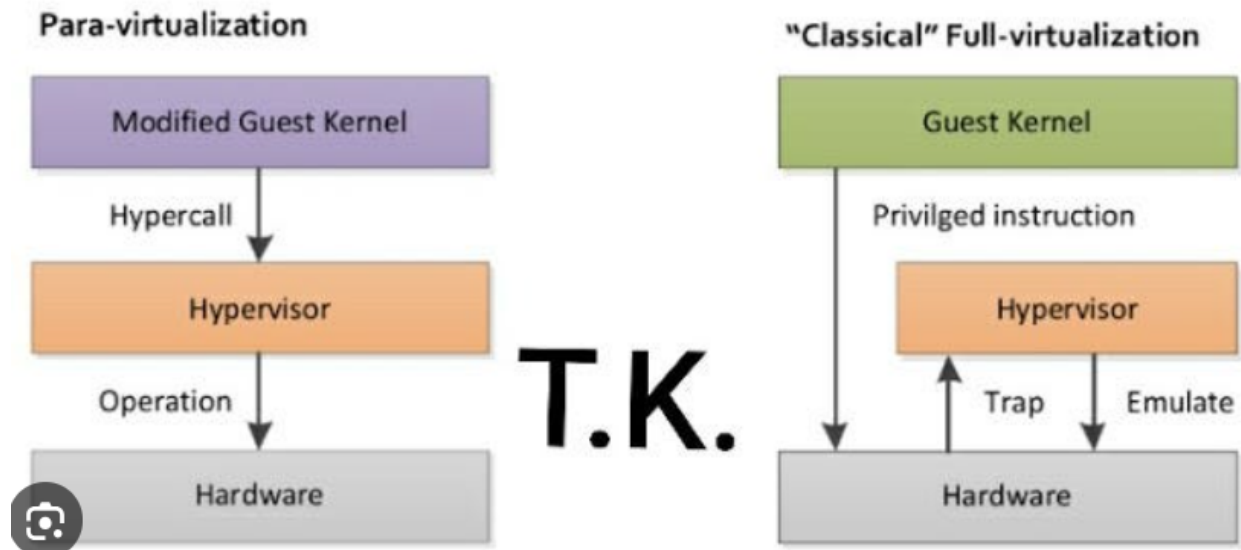 Para-virtualization
Modified Guest Kernel
Hypercall
Hypervisor
Operation
Hardware
T.K.
"Classical" Full-virtualization
Guest Kernel
Privilged instruction
Hypervisor
Trap
Emulate
Hardware